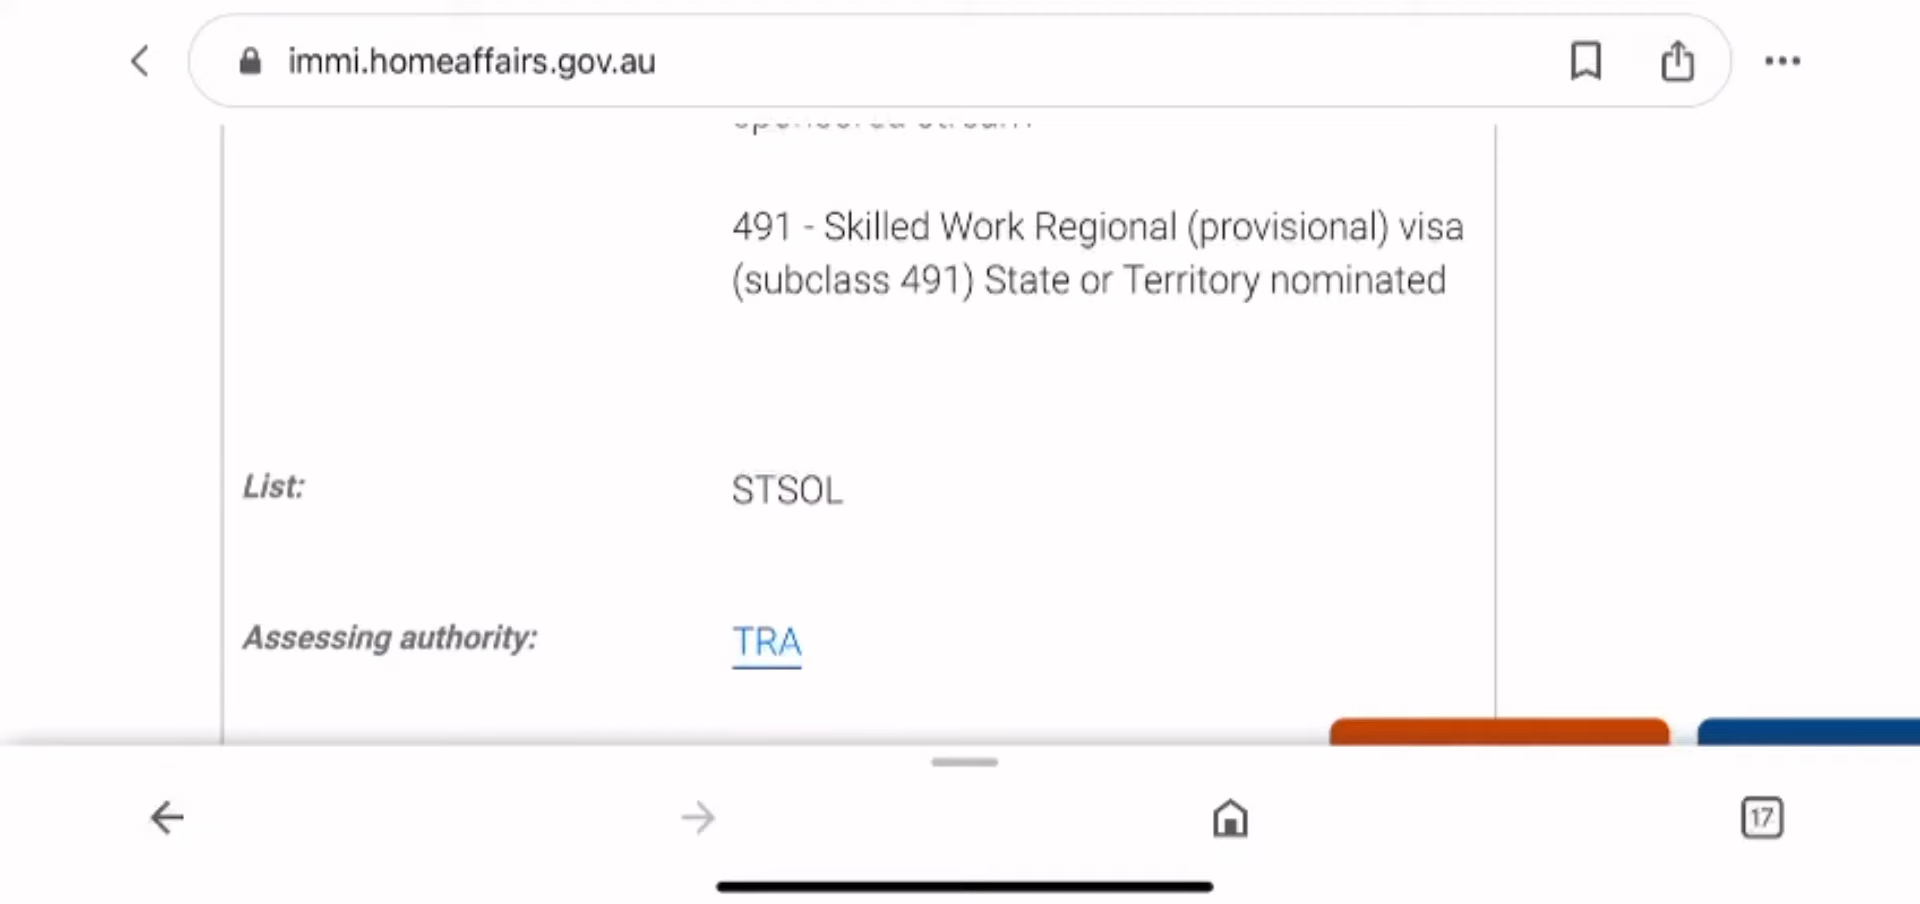 immi.homeaffairs.gov.au
491 - Skilled Work Regional (provisional) visa
(subclass 491) State or Territory nominated
List:
STSOL
Assessing authority:
TRA
17